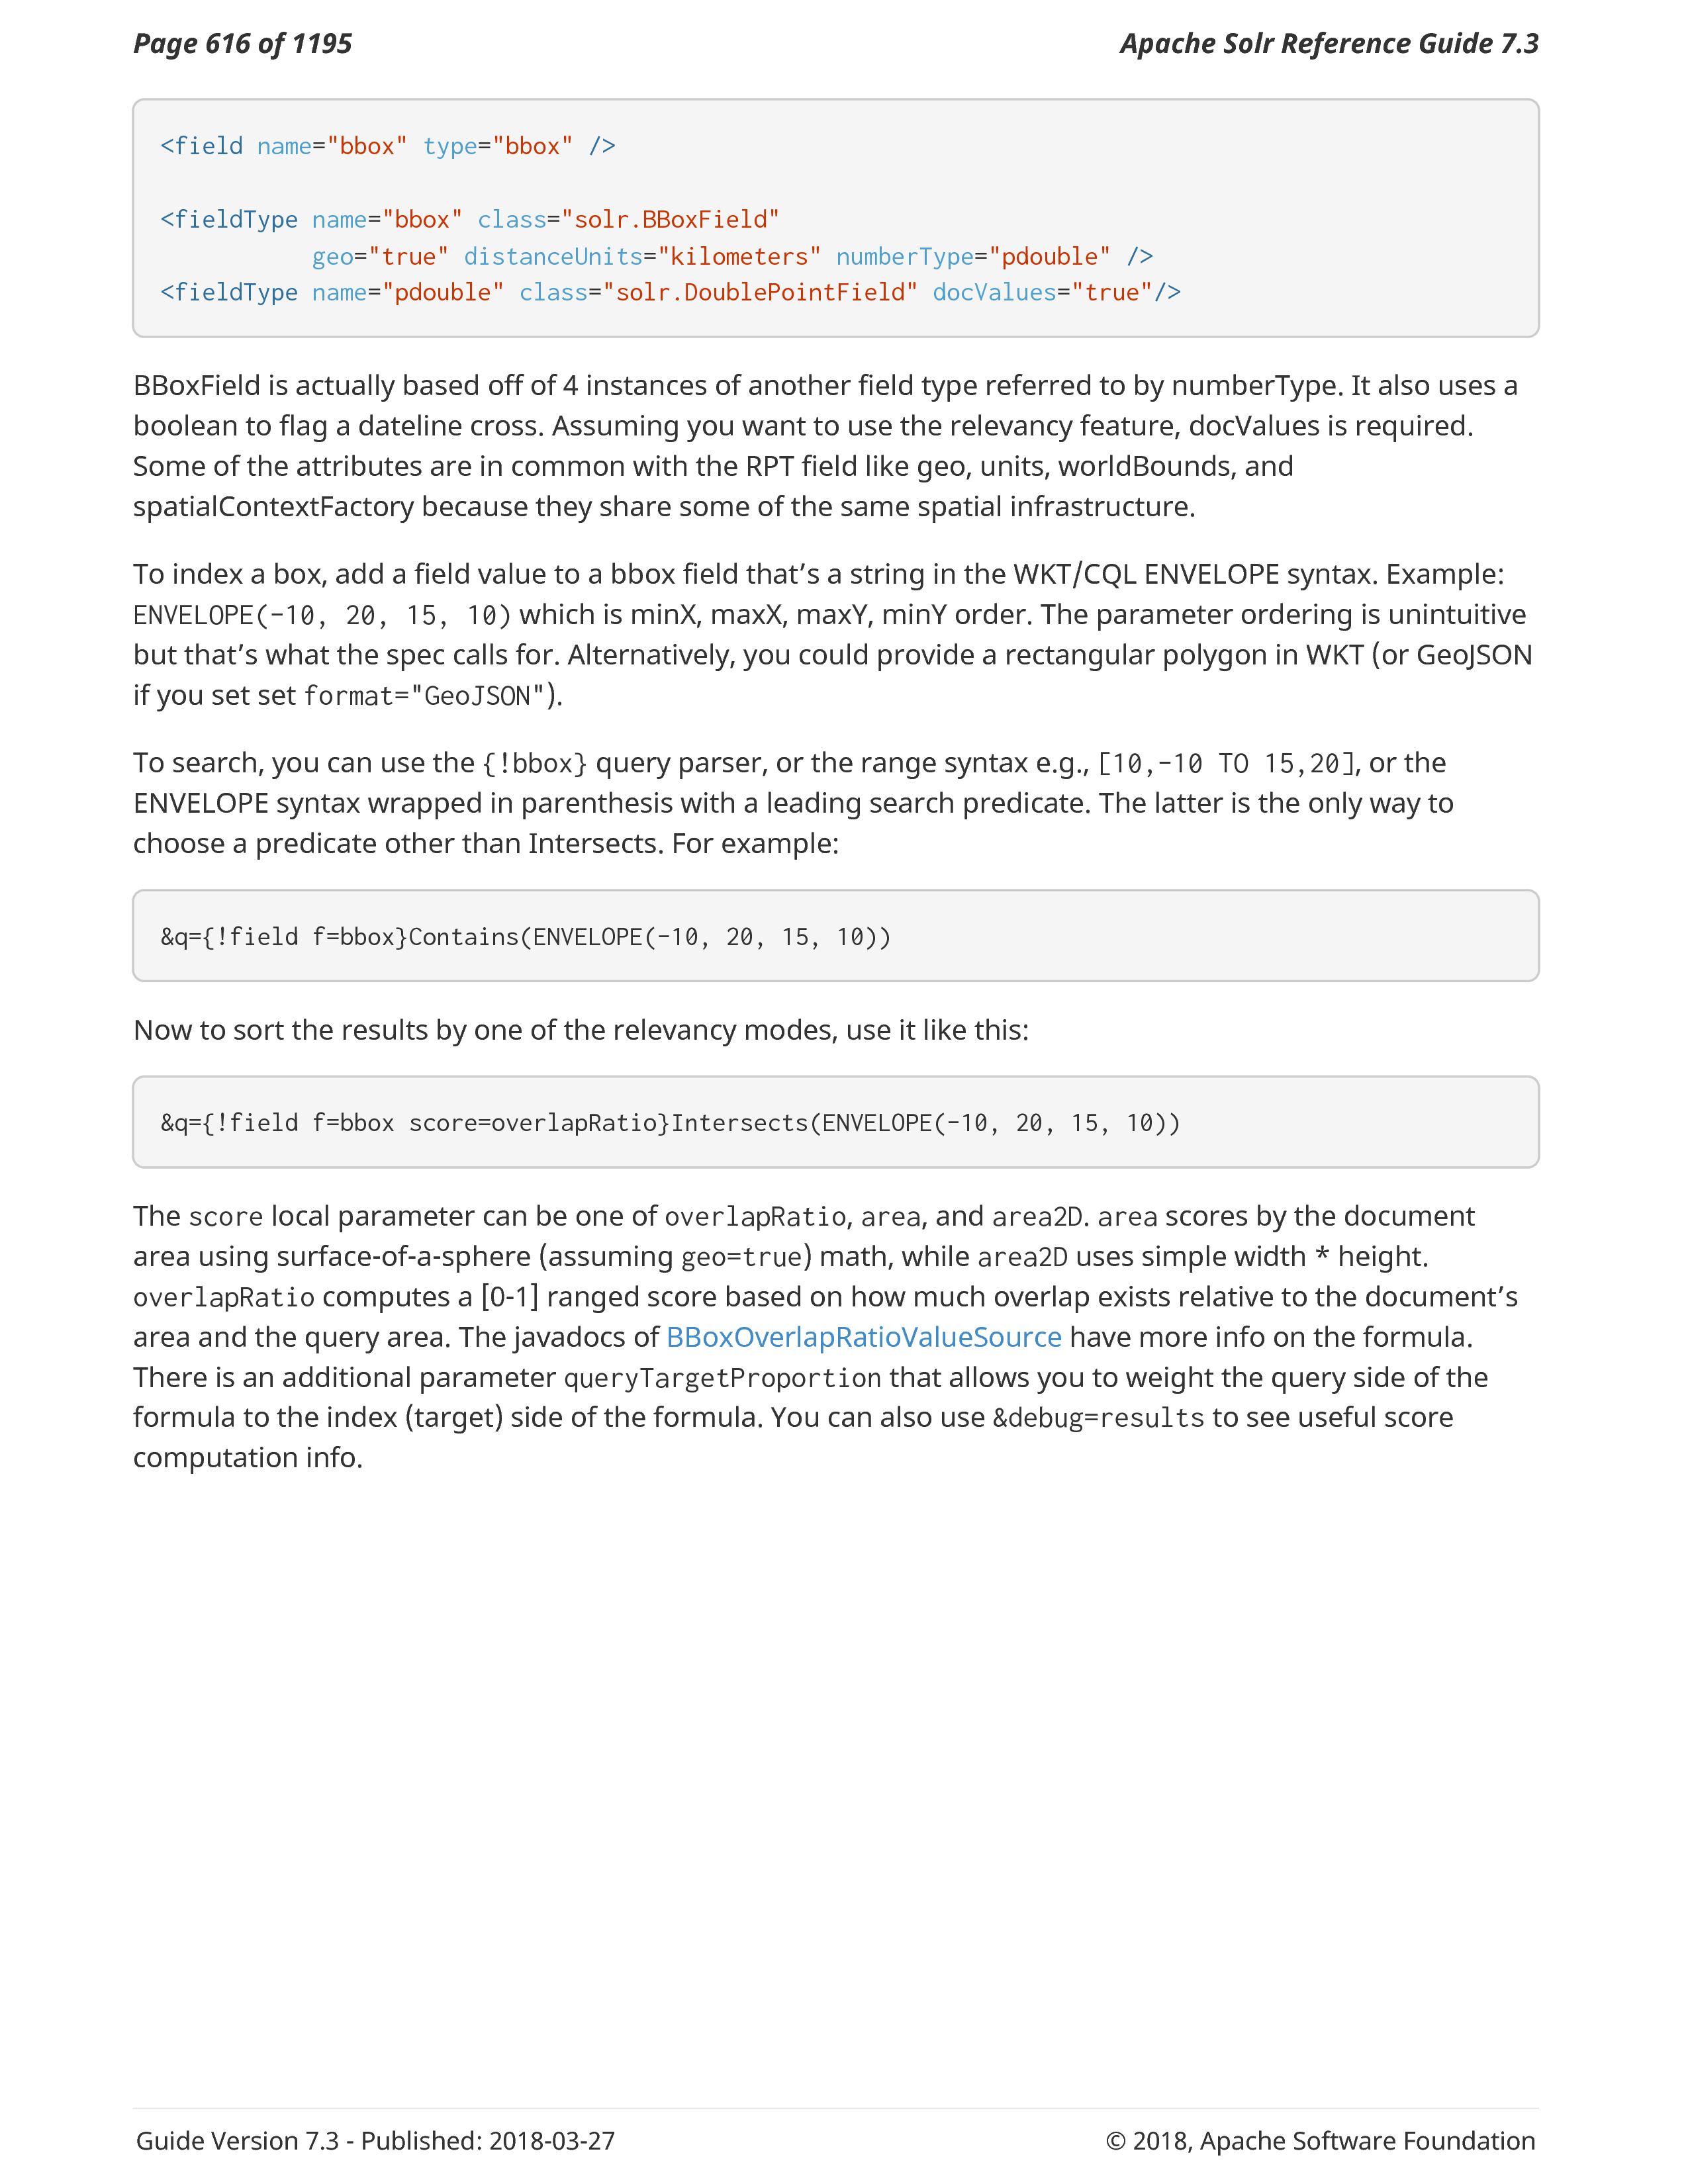 Page 616 of 1195
Apache Solr Reference Guide 7.3
<field name="bbox" type="bbox" />
<fieldType name="bbox" class="solr.BBoxField"
           geo="true" distanceUnits="kilometers" numberType="pdouble" />
<fieldType name="pdouble" class="solr.DoublePointField" docValues="true"/>
BBoxField is actually based off of 4 instances of another field type referred to by numberType. It also uses a
boolean to flag a dateline cross. Assuming you want to use the relevancy feature, docValues is required.
Some of the attributes are in common with the RPT field like geo, units, worldBounds, and
spatialContextFactory because they share some of the same spatial infrastructure.
To index a box, add a field value to a bbox field that’s a string in the WKT/CQL ENVELOPE syntax. Example:
ENVELOPE(-10, 20, 15, 10) which is minX, maxX, maxY, minY order. The parameter ordering is unintuitive
but that’s what the spec calls for. Alternatively, you could provide a rectangular polygon in WKT (or GeoJSON
if you set set format="GeoJSON").
To search, you can use the {!bbox} query parser, or the range syntax e.g., [10,-10 TO 15,20], or the
ENVELOPE syntax wrapped in parenthesis with a leading search predicate. The latter is the only way to
choose a predicate other than Intersects. For example:
&q={!field f=bbox}Contains(ENVELOPE(-10, 20, 15, 10))
Now to sort the results by one of the relevancy modes, use it like this:
&q={!field f=bbox score=overlapRatio}Intersects(ENVELOPE(-10, 20, 15, 10))
The score local parameter can be one of overlapRatio, area, and area2D. area scores by the document
area using surface-of-a-sphere (assuming geo=true) math, while area2D uses simple width * height.
overlapRatio computes a [0-1] ranged score based on how much overlap exists relative to the document’s
area and the query area. The javadocs of BBoxOverlapRatioValueSource have more info on the formula.
There is an additional parameter queryTargetProportion that allows you to weight the query side of the
formula to the index (target) side of the formula. You can also use &debug=results to see useful score
computation info.
Guide Version 7.3 - Published: 2018-03-27
© 2018, Apache Software Foundation